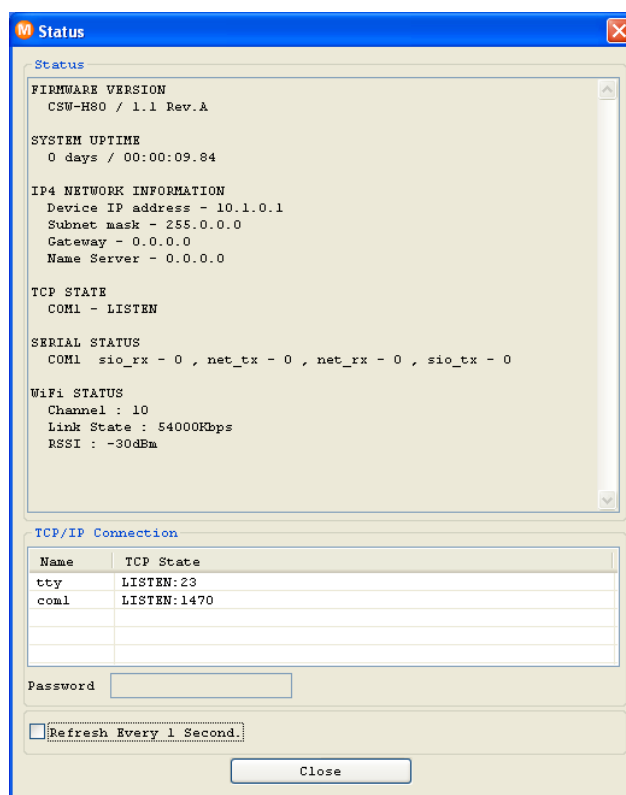 M Status
Status
FIRMWARE VERSION
CSW-H80 / 1.1 Rev.A
SYSTEM UPTIME
0 days / 00:00:09.84
IP4 NETWORK INFORMATION
Device IP address - 10.1.0.1
Subnet mask - 255.0.0.0
Gateway - 0.0.0.0
Name Server - 0.0.0.0
TCP STATE
COM1 - LISTEN
SERIAL STATUS
COM1 sio_rx - 0 , net_tx - 0 , net_rx - 0 , sio_tx - 0
WiFi STATUS
Channel : 10
Link State : 54000Kbps
RSSI : -30dBm
TCP/IP Connection
Name TCP State
tty LISTEN:23
com1 LISTEN:1470
Password
Refresh Every 1 Second.
Close